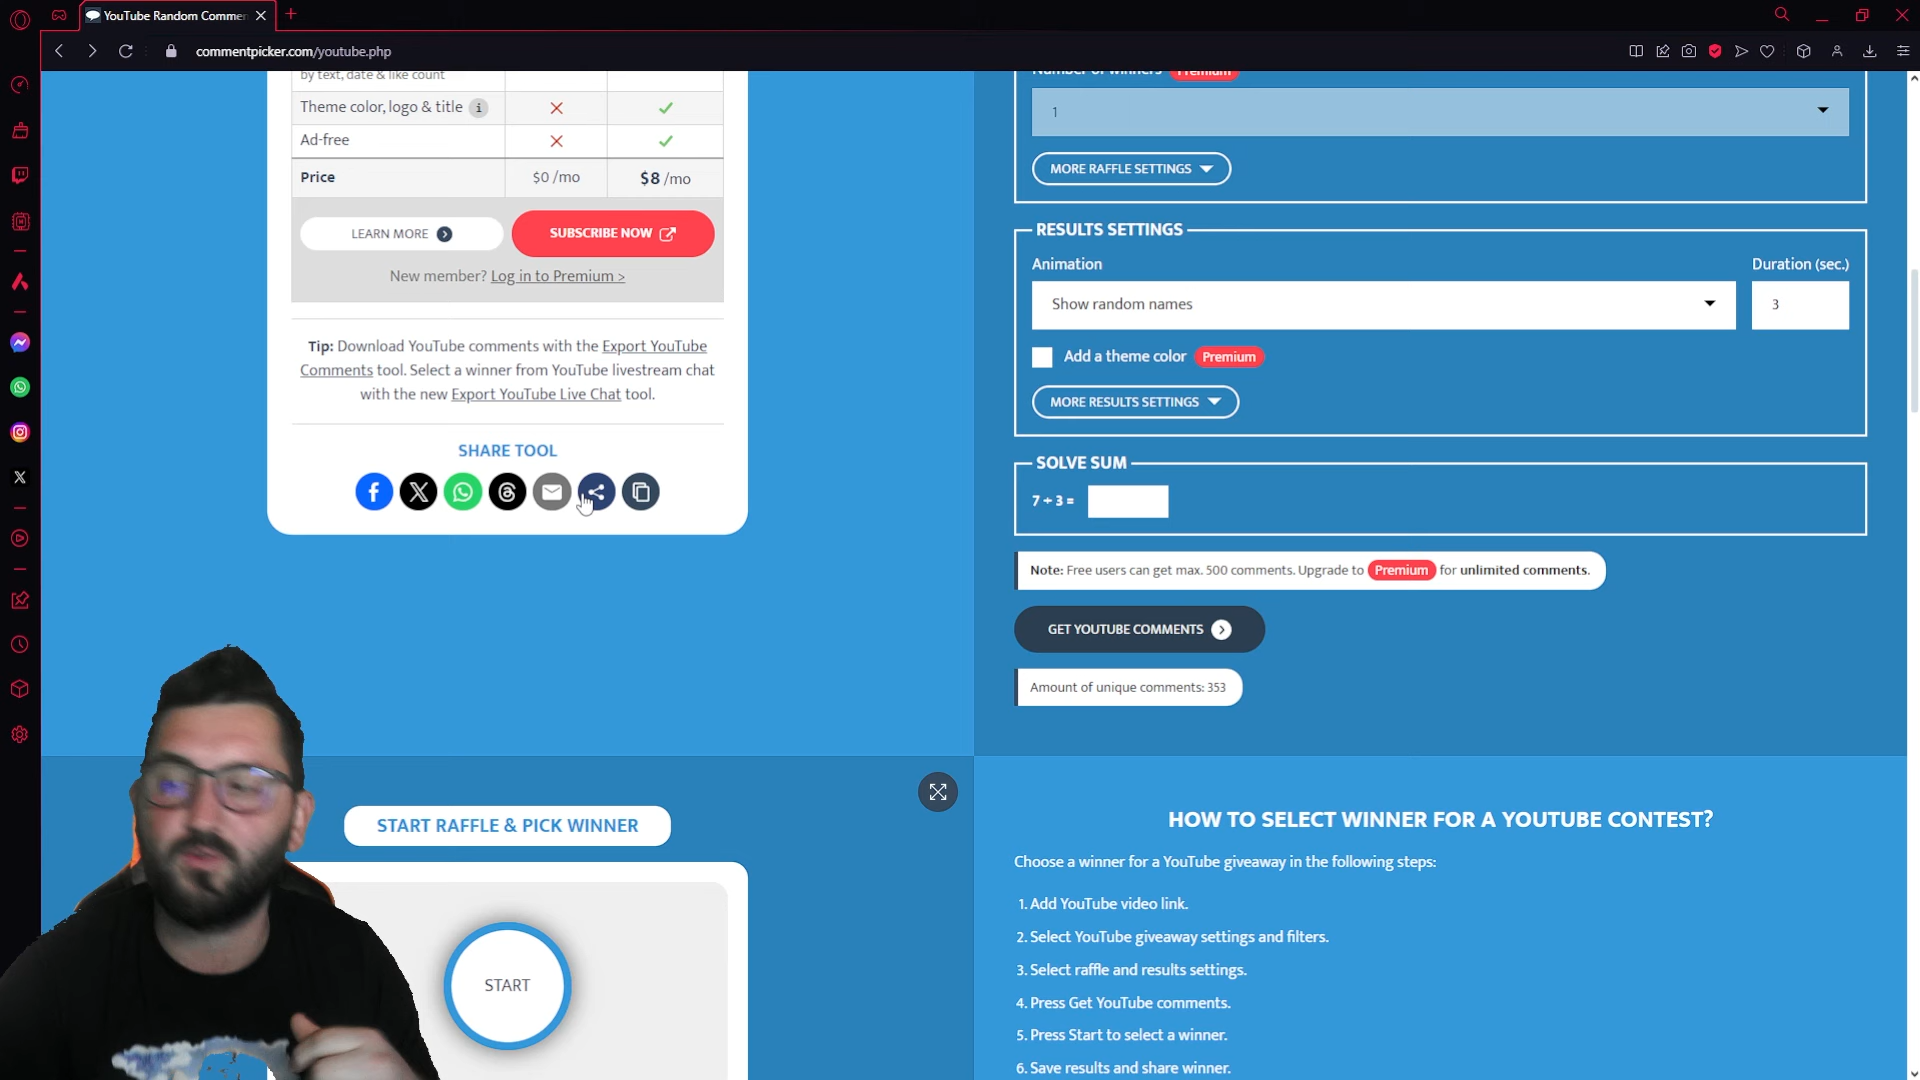 YouTube Random Commen
commentpicker.com/youtube.php
by text, date & like count
Theme color, logo & title i
Ad-free
Price $0 /mo $8 /mo
LEARN MORE
SUBSCRIBE NOW
New member? Log in to Premium >
Tip: Download YouTube comments with the Export YouTube
Comments tool. Select a winner from YouTube livestream chat
with the new Export YouTube Live Chat tool.
SHARE TOOL
START RAFFLE & PICK WINNER
START
Number of winners Premium
1
MORE RAFFLE SETTINGS
RESULTS SETTINGS
Animation Duration (sec.)
Show random names 3
Add a theme color Premium
MORE RESULTS SETTINGS
SOLVE SUM
7 + 3 =
Note: Free users can get max. 500 comments. Upgrade to Premium for unlimited comments.
GET YOUTUBE COMMENTS
Amount of unique comments: 353
HOW TO SELECT WINNER FOR A YOUTUBE CONTEST?
Choose a winner for a YouTube giveaway in the following steps:
1. Add YouTube video link.
2. Select YouTube giveaway settings and filters.
3. Select raffle and results settings.
4. Press Get YouTube comments.
5. Press Start to select a winner.
6. Save results and share winner.